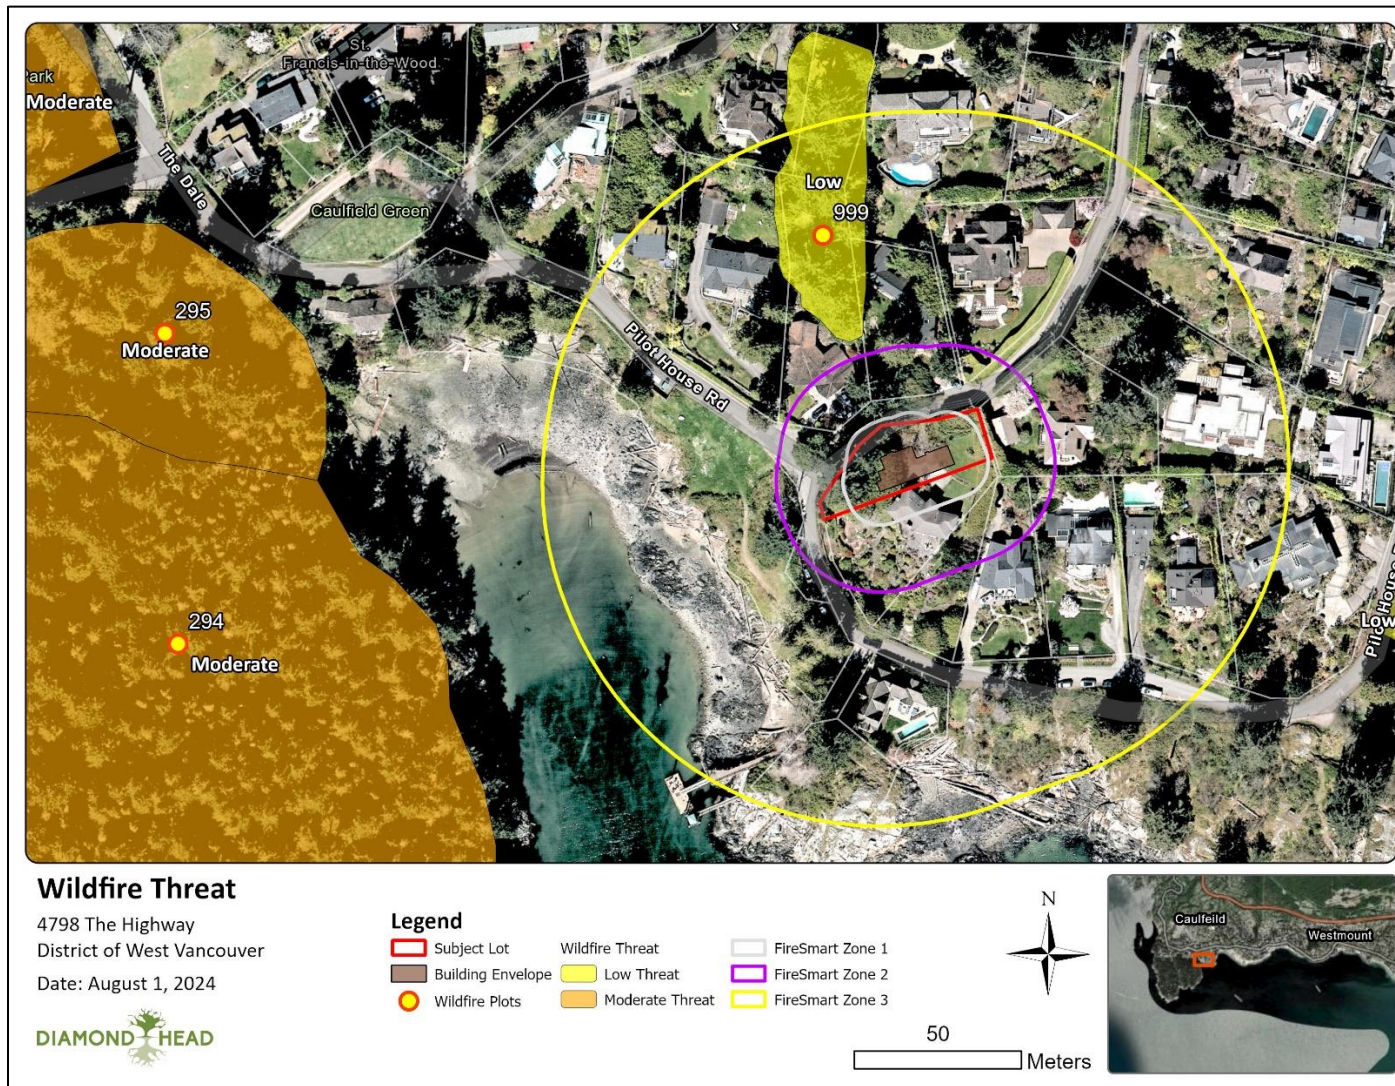 St.
Francis-in-the-Wood
Park
Moderate
The Dale
Caulfield Green
Low
999
295
Moderate
Pilot House Rd
294
Moderate
Low
Pilot House
Wildfire Threat
4798 The Highway
District of West Vancouver
Date: August 1, 2024
DIAMOND HEAD
Legend
Subject Lot
Building Envelope
Wildfire Plots
Wildfire Threat
Low Threat
Moderate Threat
FireSmart Zone 1
FireSmart Zone 2
FireSmart Zone 3
N
50
Meters
Caulfeild
Westmount